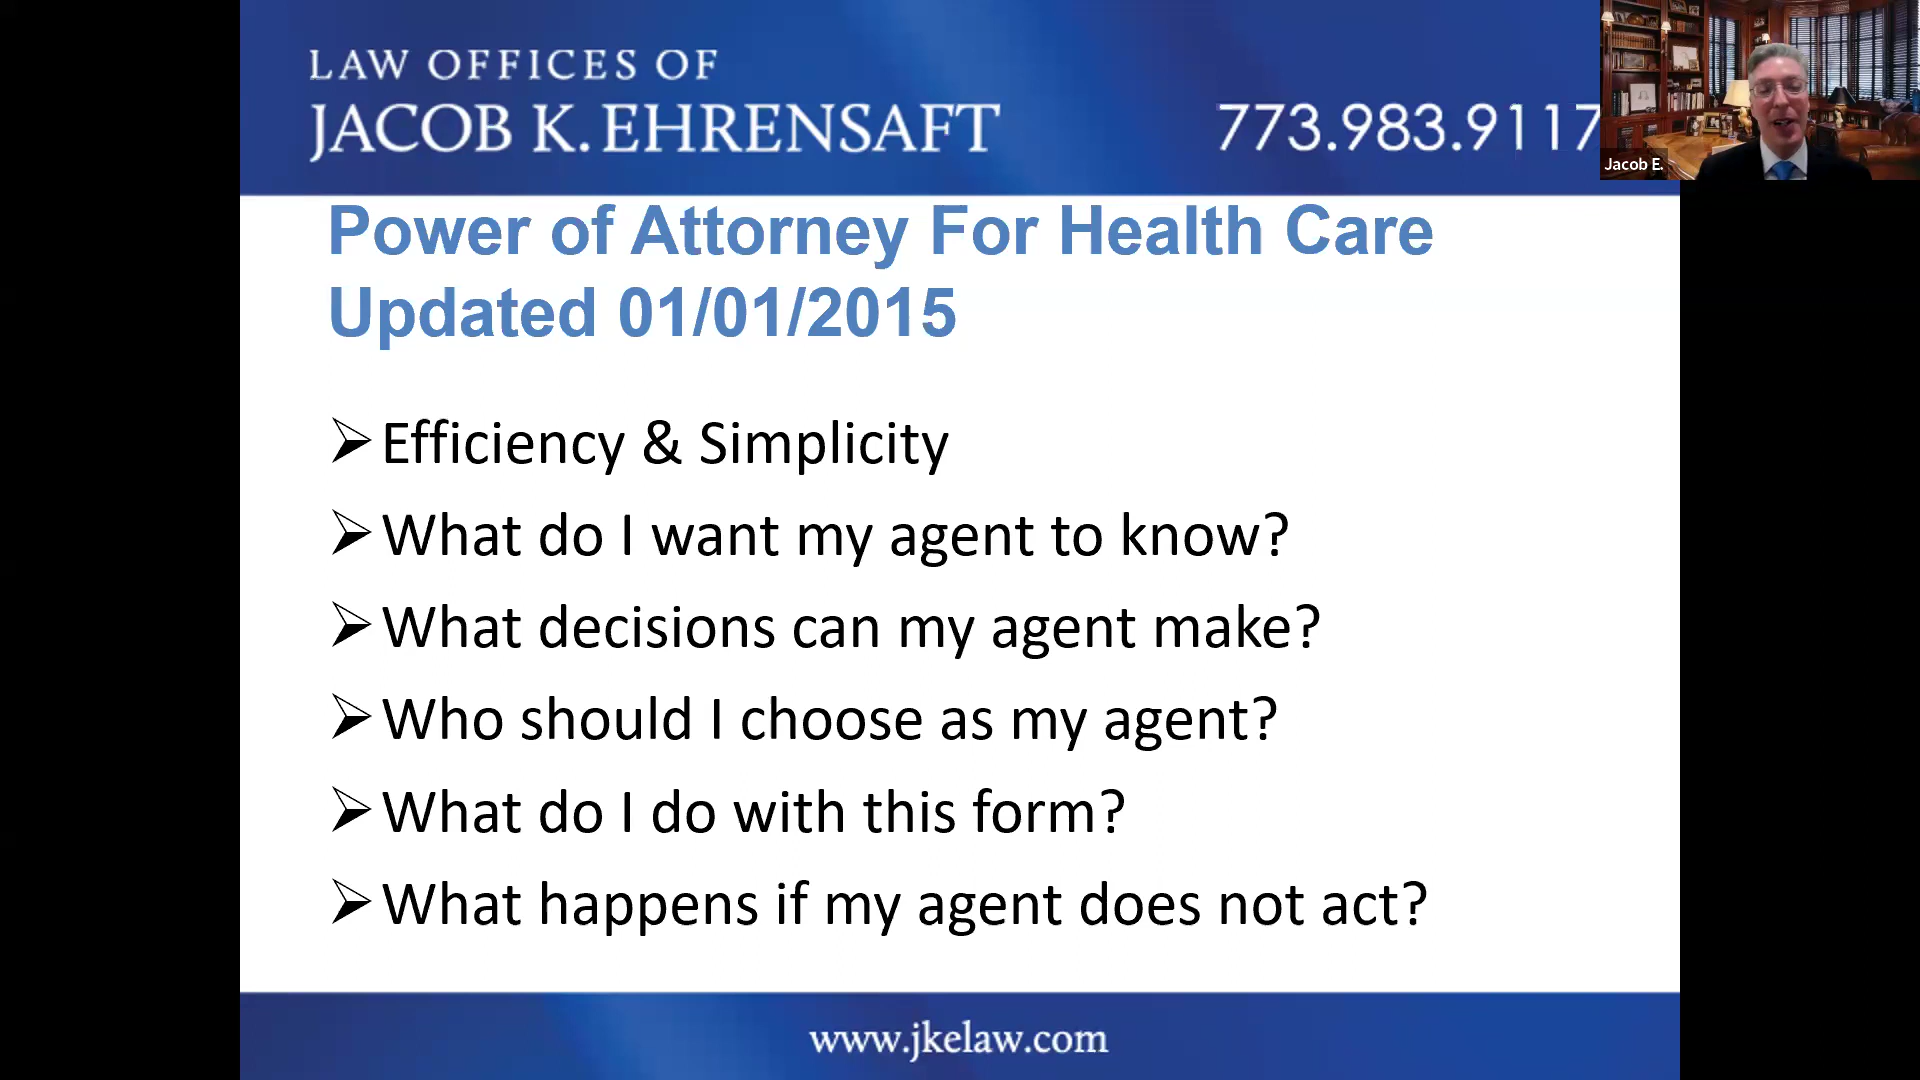 LAW OFFICES OF
JACOB K. EHRENSAFT
773.983.9117
Jacob E.
Power of Attorney For Health Care
Updated 01/01/2015
Efficiency & Simplicity
What do I want my agent to know?
What decisions can my agent make?
Who should I choose as my agent?
What do I do with this form?
What happens if my agent does not act?
www.jkelaw.com